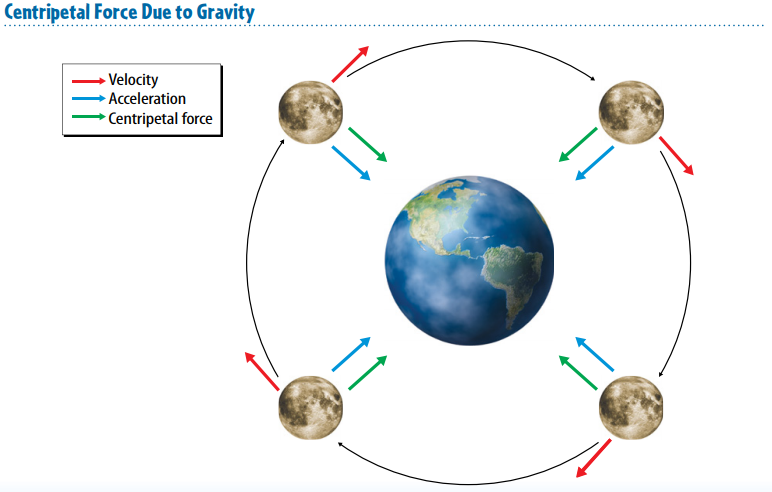 Centripetal Force Due to Gravity
Velocity
Acceleration
Centripetal force